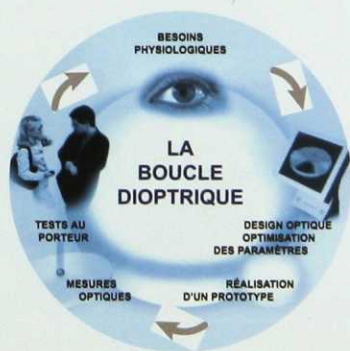 BESOINS
PHYSIOLOGIQUES
LA
BOUCLE
DIOPTRIQUE
DESIGN OPTIQUE
OPTIMISATION
DES PARAMÈTRES
RÉALISATION
D'UN PROTOTYPE
MESURES
OPTIQUES
TESTS AU
PORTEUR